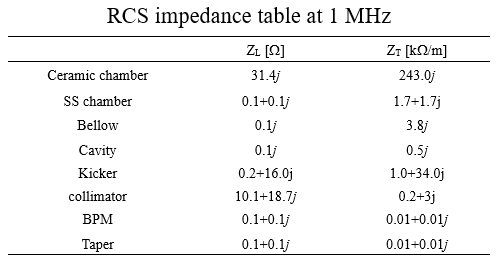 RCS impedance table at 1 MHz
Z_L [Ω] Z_T [kΩ/m]
Ceramic chamber 31.4j 243.0j
SS chamber 0.1+0.1j 1.7+1.7j
Bellow 0.1j 3.8j
Cavity 0.1j 0.5j
Kicker 0.2+16.0j 1.0+34.0j
collimator 10.1+18.7j 0.2+3j
BPM 0.1+0.1j 0.01+0.01j
Taper 0.1+0.1j 0.01+0.01j